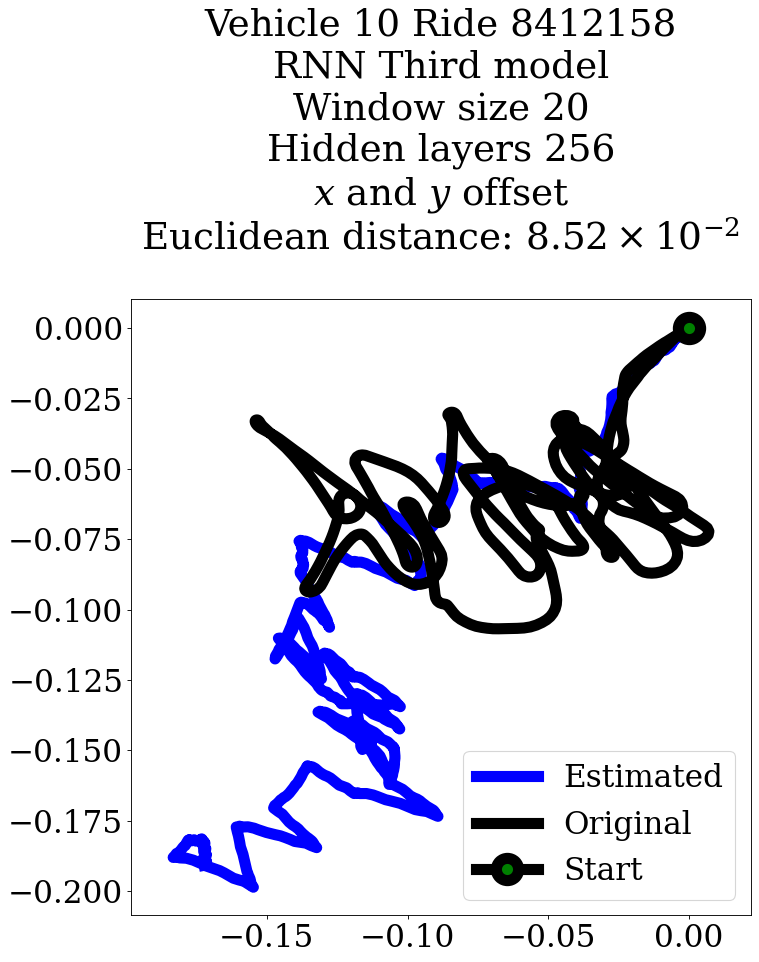 Vehicle 10 Ride 8412158
RNN Third model
Window size 20
Hidden layers 256
x and y offset
Euclidean distance: 8.52 × 10⁻²
0.000
−0.025
−0.050
−0.075
−0.100
−0.125
−0.150
−0.175
−0.200
Estimated
Original
Start
−0.15 −0.10 −0.05 0.00